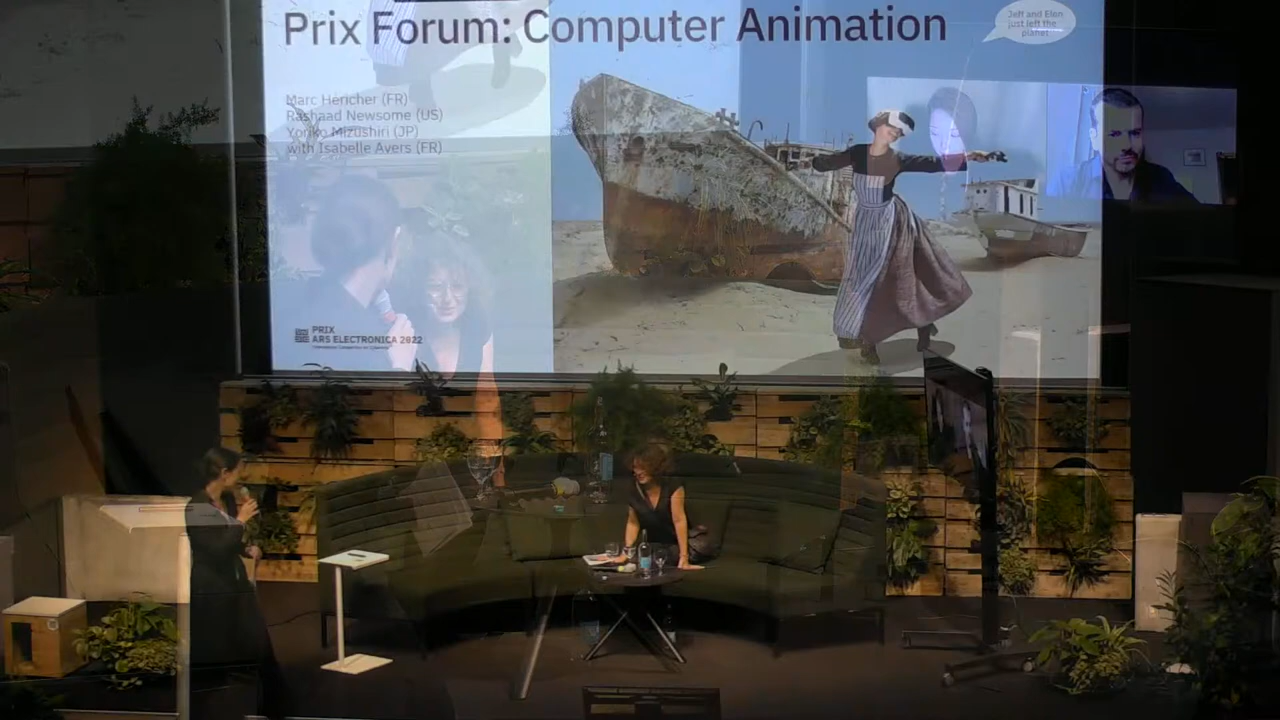 Prix Forum: Computer Animation
Jeff and Elon
just left the
planet
Marc Héricher (FR)
Rashaad Newsome (US)
Yoriko Mizushiri (JP)
with Isabelle Avers (FR)
PRIX
ARS ELECTRONICA 2022